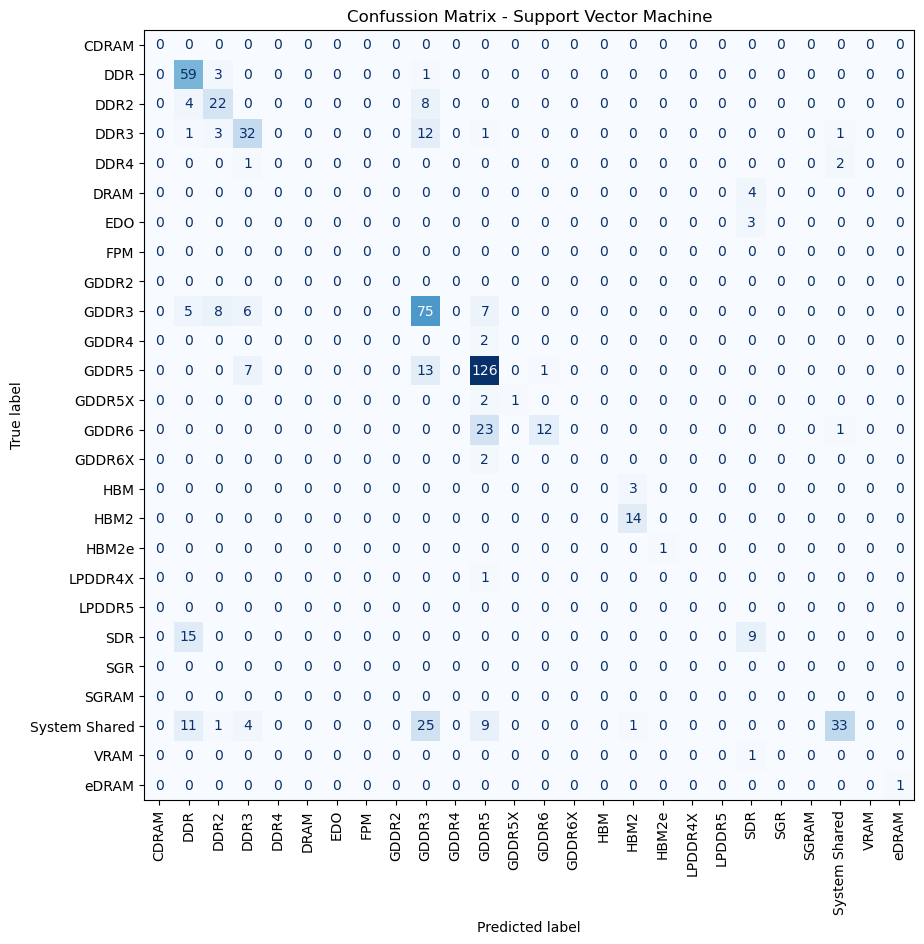 Confussion Matrix - Support Vector Machine
CDRAM 0 0 0 0 0 0 0 0 0 0 0 0 0 0 0 0 0 0 0 0 0 0 0 0 0 0
DDR 0 59 3 0 0 0 0 0 0 1 0 0 0 0 0 0 0 0 0 0 0 0 0 0 0 0
DDR2 0 4 22 0 0 0 0 0 0 8 0 0 0 0 0 0 0 0 0 0 0 0 0 0 0 0
DDR3 0 1 3 32 0 0 0 0 0 12 0 1 0 0 0 0 0 0 0 0 0 0 0 1 0 0
DDR4 0 0 0 1 0 0 0 0 0 0 0 0 0 0 0 0 0 0 0 0 0 0 0 2 0 0
DRAM 0 0 0 0 0 0 0 0 0 0 0 0 0 0 0 0 0 0 0 0 4 0 0 0 0 0
EDO 0 0 0 0 0 0 0 0 0 0 0 0 0 0 0 0 0 0 0 0 3 0 0 0 0 0
FPM 0 0 0 0 0 0 0 0 0 0 0 0 0 0 0 0 0 0 0 0 0 0 0 0 0 0
GDDR2 0 0 0 0 0 0 0 0 0 0 0 0 0 0 0 0 0 0 0 0 0 0 0 0 0 0
GDDR3 0 5 8 6 0 0 0 0 0 75 0 7 0 0 0 0 0 0 0 0 0 0 0 0 0 0
GDDR4 0 0 0 0 0 0 0 0 0 0 0 2 0 0 0 0 0 0 0 0 0 0 0 0 0 0
GDDR5 0 0 0 7 0 0 0 0 0 13 0 126 0 1 0 0 0 0 0 0 0 0 0 0 0 0
GDDR5X 0 0 0 0 0 0 0 0 0 0 0 2 1 0 0 0 0 0 0 0 0 0 0 0 0 0
GDDR6 0 0 0 0 0 0 0 0 0 0 0 23 0 12 0 0 0 0 0 0 0 0 0 1 0 0
GDDR6X 0 0 0 0 0 0 0 0 0 0 0 2 0 0 0 0 0 0 0 0 0 0 0 0 0 0
HBM 0 0 0 0 0 0 0 0 0 0 0 0 0 0 0 0 3 0 0 0 0 0 0 0 0 0
HBM2 0 0 0 0 0 0 0 0 0 0 0 0 0 0 0 0 14 0 0 0 0 0 0 0 0 0
HBM2e 0 0 0 0 0 0 0 0 0 0 0 0 0 0 0 0 0 1 0 0 0 0 0 0 0 0
LPDDR4X 0 0 0 0 0 0 0 0 0 0 0 1 0 0 0 0 0 0 0 0 0 0 0 0 0 0
LPDDR5 0 0 0 0 0 0 0 0 0 0 0 0 0 0 0 0 0 0 0 0 0 0 0 0 0 0
SDR 0 15 0 0 0 0 0 0 0 0 0 0 0 0 0 0 0 0 0 0 9 0 0 0 0 0
SGR 0 0 0 0 0 0 0 0 0 0 0 0 0 0 0 0 0 0 0 0 0 0 0 0 0 0
SGRAM 0 0 0 0 0 0 0 0 0 0 0 0 0 0 0 0 0 0 0 0 0 0 0 0 0 0
System Shared 0 11 1 4 0 0 0 0 0 25 0 9 0 0 0 0 1 0 0 0 0 0 0 33 0 0
VRAM 0 0 0 0 0 0 0 0 0 0 0 0 0 0 0 0 0 0 0 0 1 0 0 0 0 0
eDRAM 0 0 0 0 0 0 0 0 0 0 0 0 0 0 0 0 0 0 0 0 0 0 0 0 0 1
True label
CDRAM
DDR
DDR2
DDR3
DDR4
DRAM
EDO
FPM
GDDR2
GDDR3
GDDR4
GDDR5
GDDR5X
GDDR6
GDDR6X
HBM
HBM2
HBM2e
LPDDR4X
LPDDR5
SDR
SGR
SGRAM
System Shared
VRAM
eDRAM
Predicted label